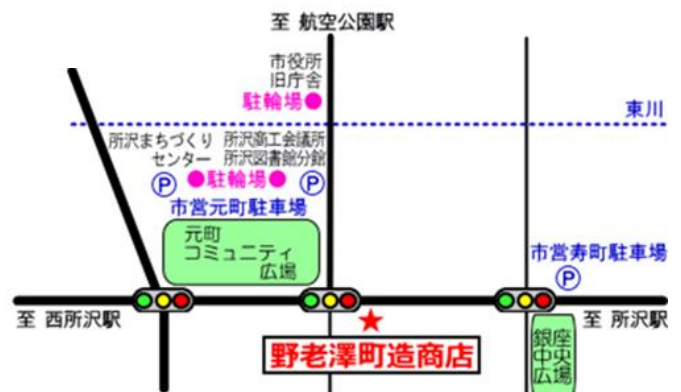 至 航空公園駅
市役所
旧庁舎
駐輪場
東川
所沢まちづくり
センター
所沢商工会議所
所沢図書館分館
P
駐輪場
P
市営元町駐車場
元町
コミュニティ
広場
市営寿町駐車場
P
至 西所沢駅
至 所沢駅
野老澤町造商店
銀座
中央
広場